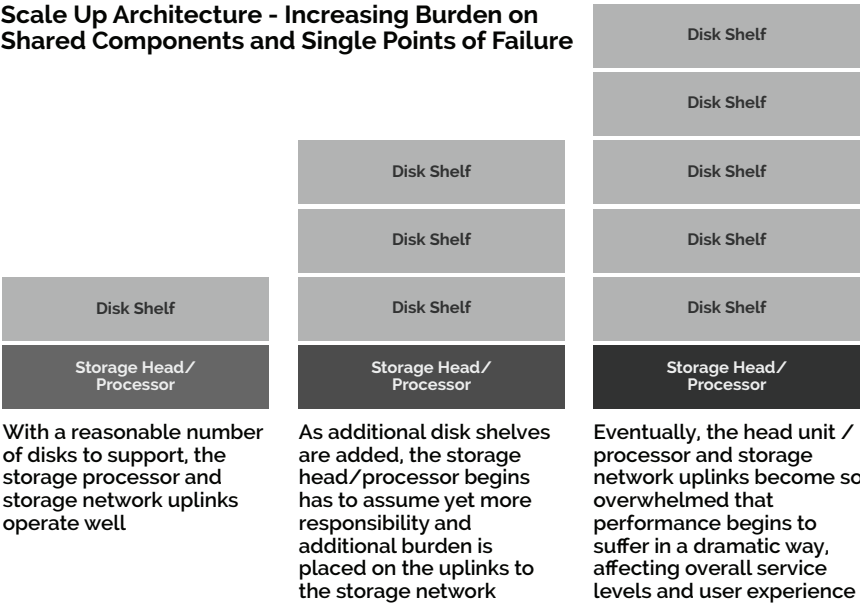 Scale Up Architecture - Increasing Burden on
Shared Components and Single Points of Failure
Disk Shelf
Storage Head/
Processor
With a reasonable number
of disks to support, the
storage processor and
storage network uplinks
operate well
Disk Shelf
Disk Shelf
Disk Shelf
Storage Head/
Processor
As additional disk shelves
are added, the storage
head/processor begins
has to assume yet more
responsibility and
additional burden is
placed on the uplinks to
the storage network
Disk Shelf
Disk Shelf
Disk Shelf
Disk Shelf
Disk Shelf
Storage Head/
Processor
Eventually, the head unit /
processor and storage
network uplinks become so
overwhelmed that
performance begins to
suffer in a dramatic way,
affecting overall service
levels and user experience